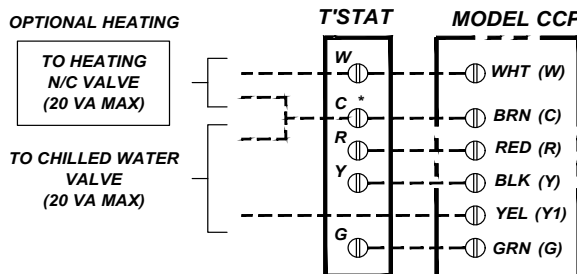 OPTIONAL HEATING
T'STAT
MODEL CCP
TO HEATING
N/C VALVE
(20 VA MAX)
TO CHILLED WATER
VALVE
(20 VA MAX)
W
C *
R
Y
G
WHT (W)
BRN (C)
RED (R)
BLK (Y)
YEL (Y1)
GRN (G)